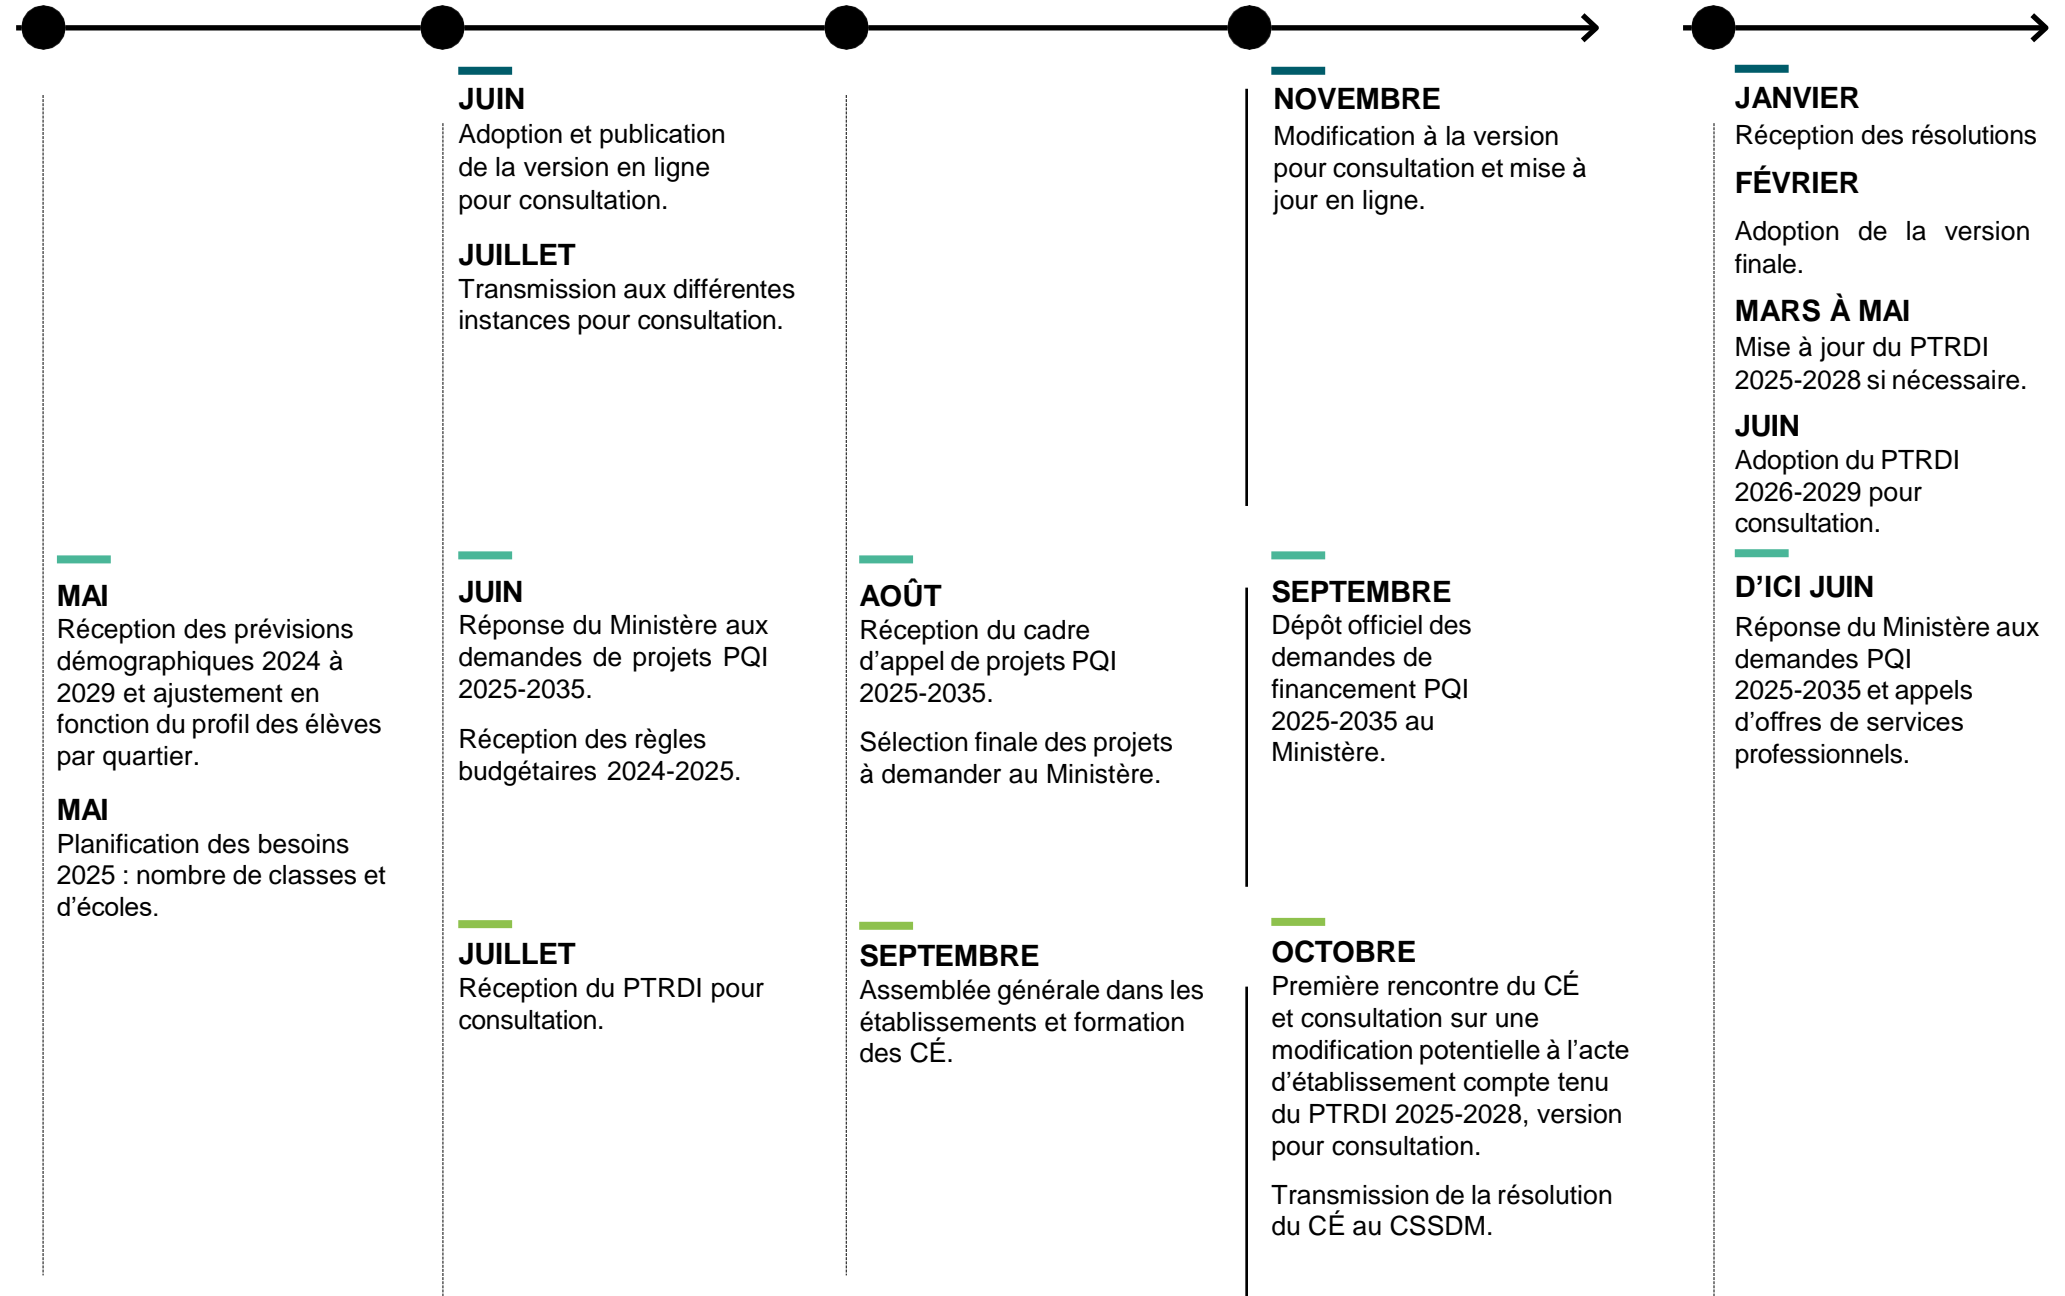 JUIN
Adoption et publication
de la version en ligne
pour consultation.
JUILLET
Transmission aux différentes
instances pour consultation.
NOVEMBRE
Modification à la version
pour consultation et mise à
jour en ligne.
JANVIER
Réception des résolutions
FÉVRIER
Adoption de la version
finale.
MARS À MAI
Mise à jour du PTRDI
2025-2028 si nécessaire.
JUIN
Adoption du PTRDI
2026-2029 pour
consultation.
MAI
Réception des prévisions
démographiques 2024 à
2029 et ajustement en
fonction du profil des élèves
par quartier.
MAI
Planification des besoins
2025 : nombre de classes et
d’écoles.
JUIN
Réponse du Ministère aux
demandes de projets PQI
2025-2035.
Réception des règles
budgétaires 2024-2025.
AOÛT
Réception du cadre
d’appel de projets PQI
2025-2035.
Sélection finale des projets
à demander au Ministère.
SEPTEMBRE
Dépôt officiel des
demandes de
financement PQI
2025-2035 au
Ministère.
D’ICI JUIN
Réponse du Ministère aux
demandes PQI
2025-2035 et appels
d’offres de services
professionnels.
JUILLET
Réception du PTRDI pour
consultation.
SEPTEMBRE
Assemblée générale dans les
établissements et formation
des CÉ.
OCTOBRE
Première rencontre du CÉ
et consultation sur une
modification potentielle à l’acte
d’établissement compte tenu
du PTRDI 2025-2028, version
pour consultation.
Transmission de la résolution
du CÉ au CSSDM.